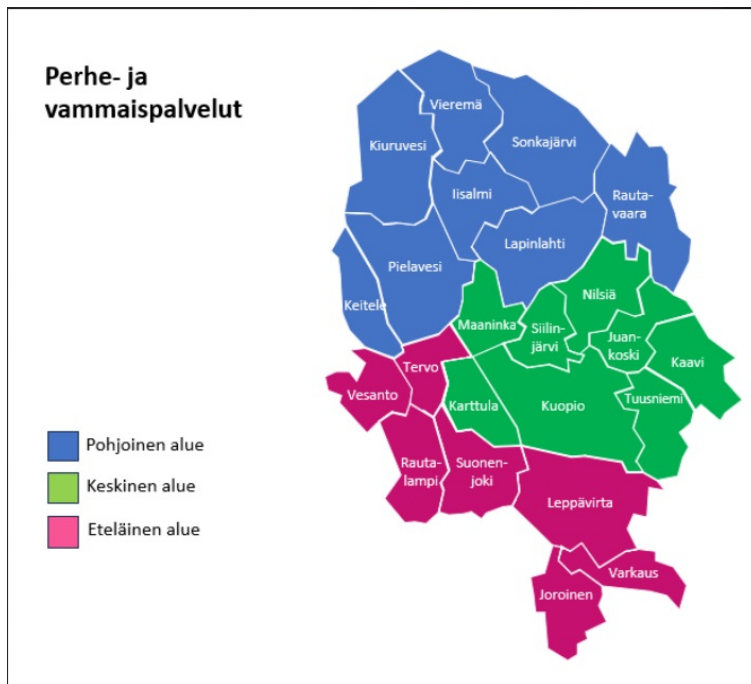 Perhe- ja
vammaispalvelut
Vieremä
Kiuruvesi
Sonkajärvi
Iisalmi
Rauta-
vaara
Lapinlahti
Pielavesi
Keitele
Nilsiä
Maaninka
Siilin-
järvi
Juan-
koski
Kaavi
Tervo
Vesanto
Karttula
Kuopio
Tuusniemi
Rauta-
lampi
Suonen-
joki
Leppävirta
Varkaus
Joroinen
Pohjoinen alue
Keskinen alue
Eteläinen alue